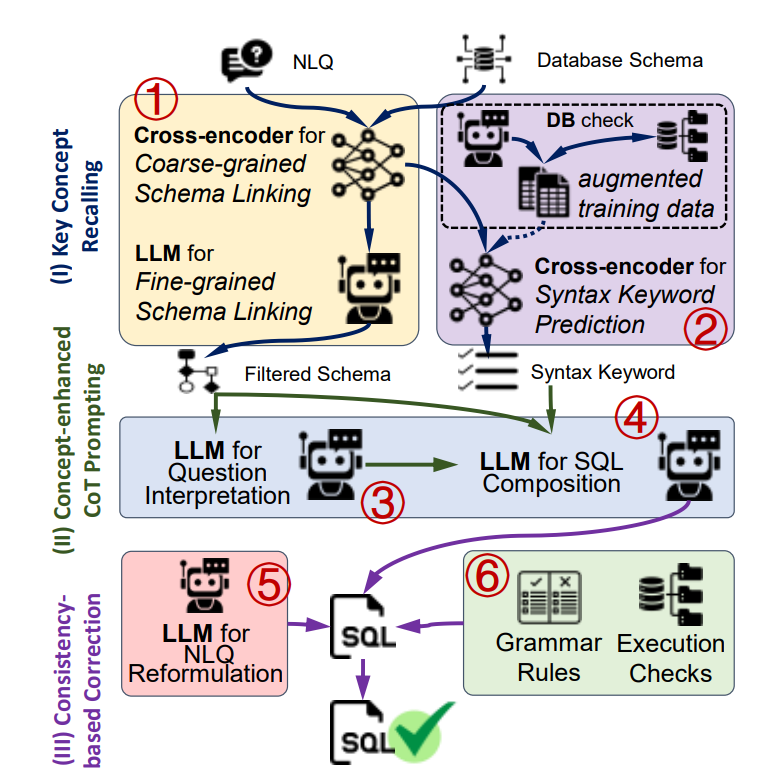 NLQ
Database Schema
(I) Key Concept
Recalling
①
Cross-encoder for
Coarse-grained
Schema Linking
LLM for
Fine-grained
Schema Linking
DB check
augmented
training data
Cross-encoder for
Syntax Keyword
Prediction
②
Filtered Schema
Syntax Keyword
(II) Concept-enhanced
CoT Prompting
LLM for
Question
Interpretation
③
④
LLM for SQL
Composition
(III) Consistency-
based Correction
⑤
LLM for
NLQ
Reformulation
SQL
⑥
Grammar
Rules
Execution
Checks
SQL